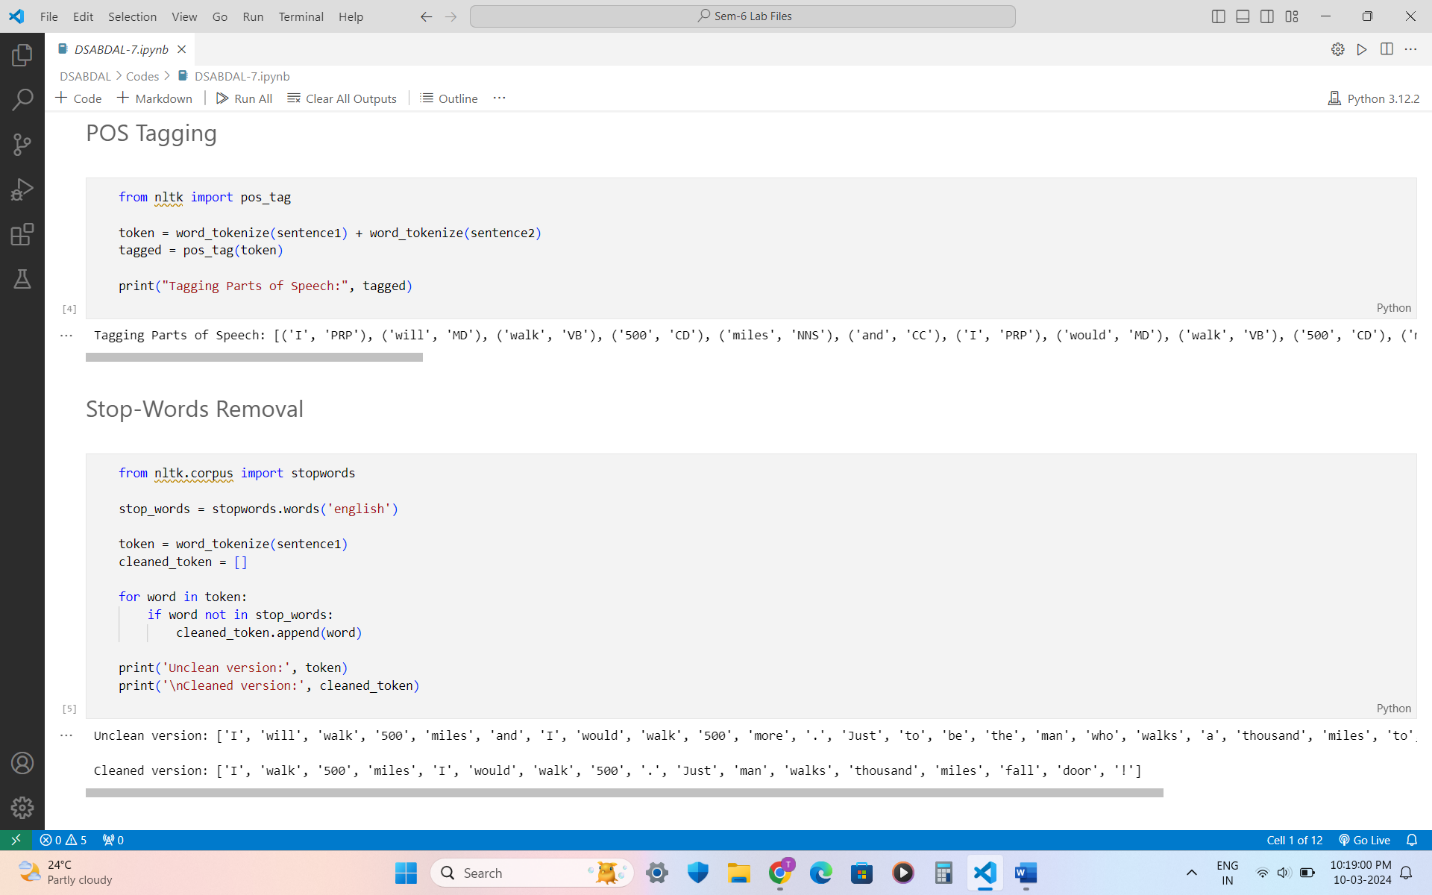 File Edit Selection View Go Run Terminal Help Sem-6 Lab Files
DSABDAL-7.ipynb
DSABDAL > Codes > DSABDAL-7.ipynb
+ Code + Markdown Run All Clear All Outputs Outline ... Python 3.12.2
POS Tagging
from nltk import pos_tag
token = word_tokenize(sentence1) + word_tokenize(sentence2)
tagged = pos_tag(token)
print("Tagging Parts of Speech:", tagged)
[4] Python
... Tagging Parts of Speech: [('I', 'PRP'), ('will', 'MD'), ('walk', 'VB'), ('500', 'CD'), ('miles', 'NNS'), ('and', 'CC'), ('I', 'PRP'), ('would', 'MD'), ('walk', 'VB'), ('500', 'CD'), ('
Stop-Words Removal
from nltk.corpus import stopwords
stop_words = stopwords.words('english')
token = word_tokenize(sentence1)
cleaned_token = []
for word in token:
if word not in stop_words:
cleaned_token.append(word)
print('Unclean version:', token)
print('\nCleaned version:', cleaned_token)
[5] Python
... Unclean version: ['I', 'will', 'walk', '500', 'miles', 'and', 'I', 'would', 'walk', '500', 'more', '.', 'Just', 'to', 'be', 'the', 'man', 'who', 'walks', 'a', 'thousand', 'miles', 'to',
Cleaned version: ['I', 'walk', '500', 'miles', 'I', 'would', 'walk', '500', '.', 'Just', 'man', 'walks', 'thousand', 'miles', 'fall', 'door', '!']
0 5 0 Cell 1 of 12 Go Live
24°C
Partly cloudy
Search
T
W
ENG
IN
10:19:00 PM
10-03-2024